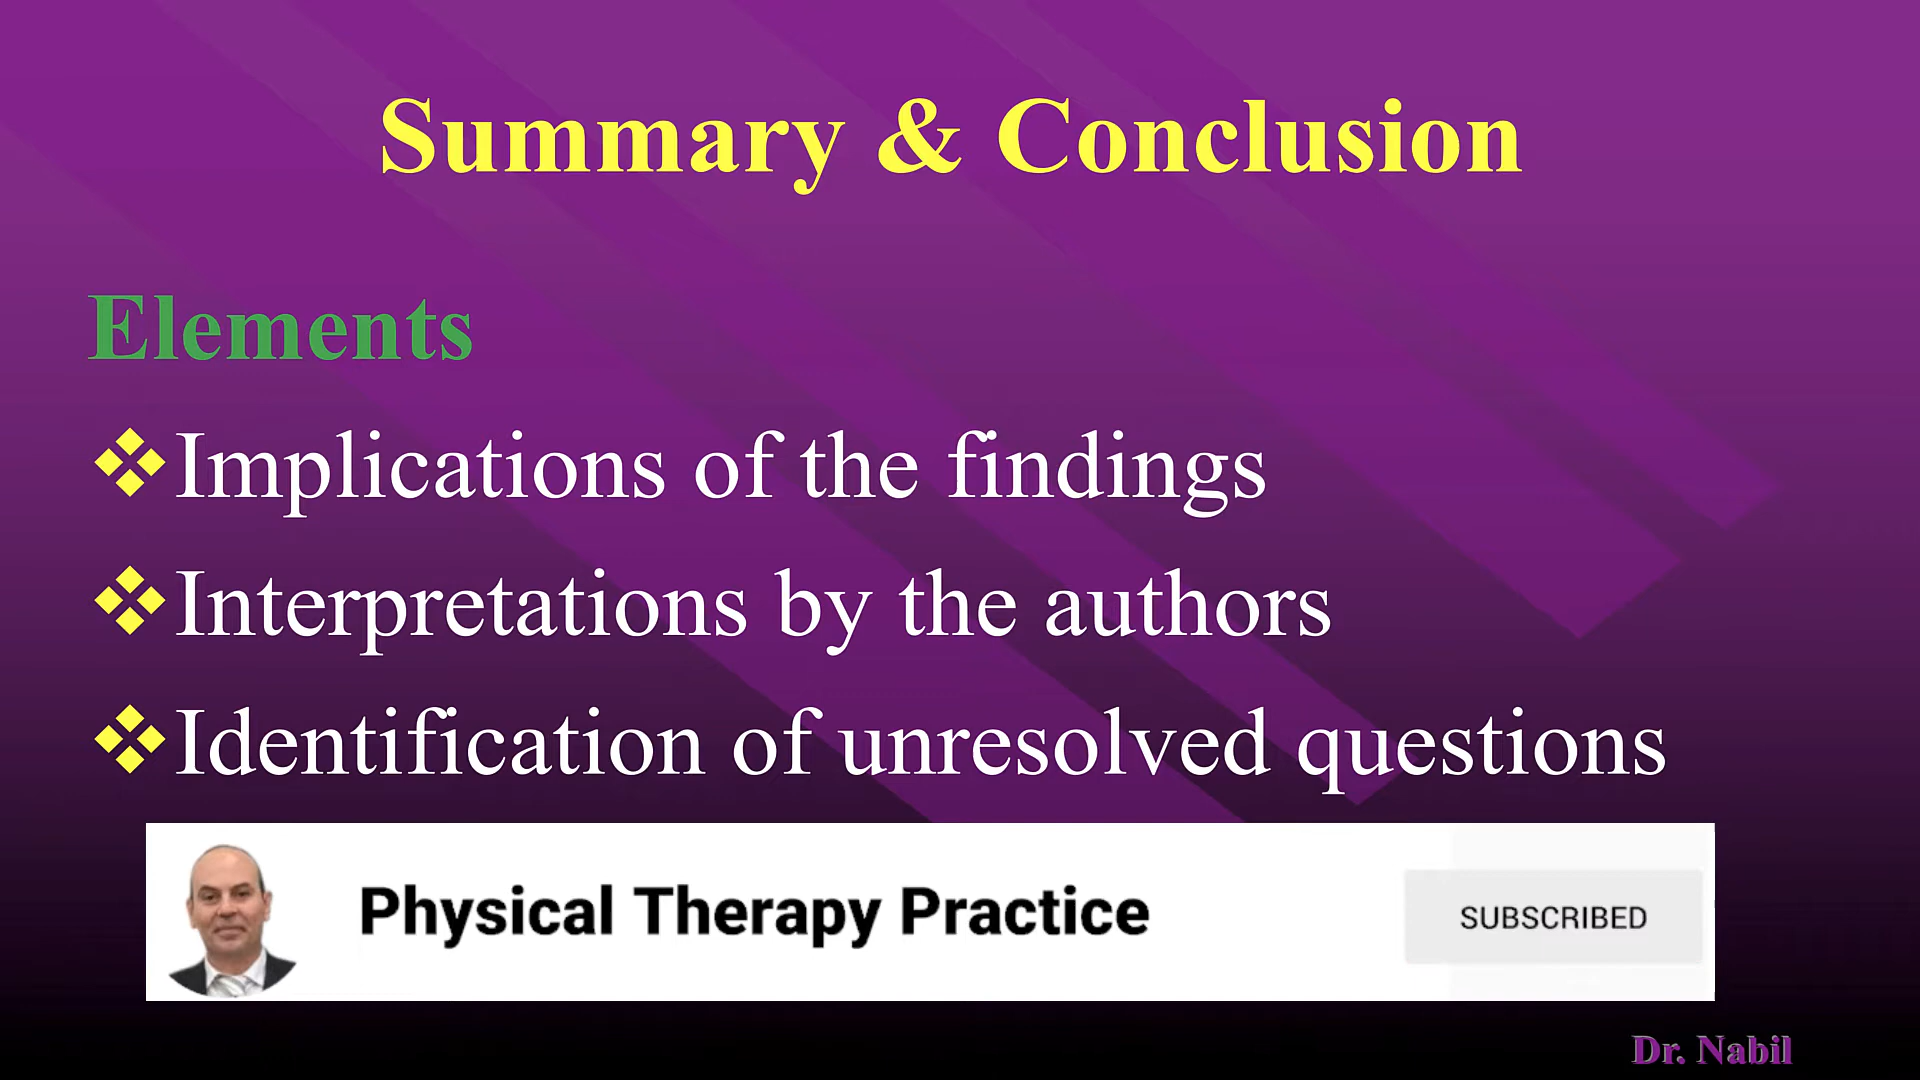 Summary & Conclusion
Elements
❖Implications of the findings
❖Interpretations by the authors
❖Identification of unresolved questions
Physical Therapy Practice
SUBSCRIBED
Dr. Nabil